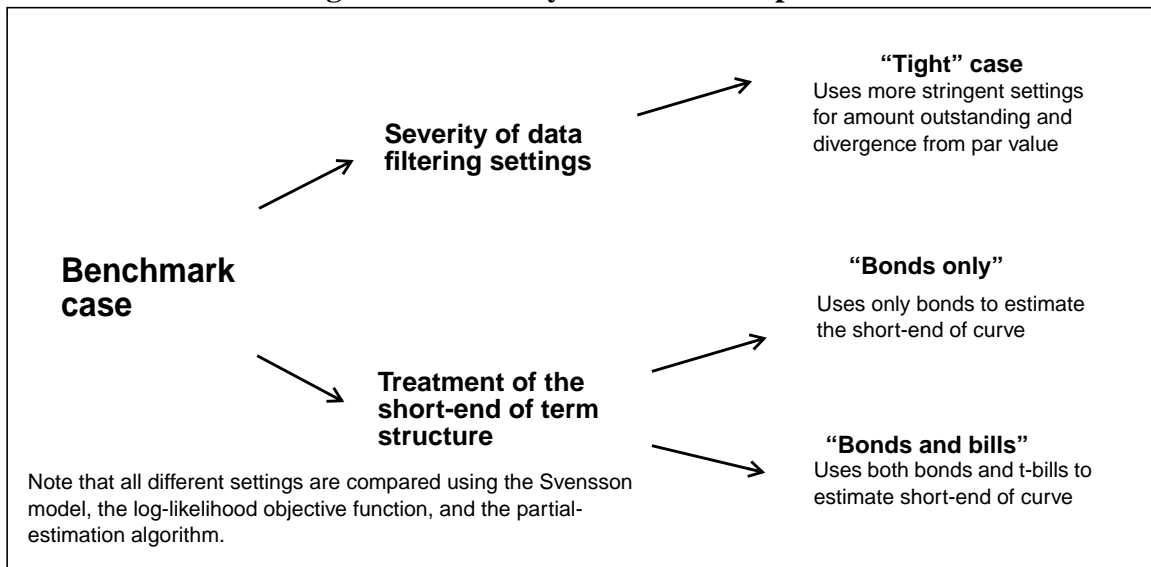 “Tight” case
Uses more stringent settings
for amount outstanding and
divergence from par value
Severity of data
filtering settings
Benchmark
case
“Bonds only”
Uses only bonds to estimate
the short-end of curve
Treatment of the
short-end of term
structure
“Bonds and bills”
Uses both bonds and t-bills to
estimate short-end of curve
Note that all different settings are compared using the Svensson
model, the log-likelihood objective function, and the partial-
estimation algorithm.